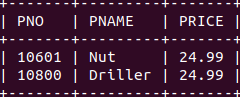 +-------+---------+-------+
| PNO   | PNAME   | PRICE |
+-------+---------+-------+
| 10601 | Nut     | 24.99 |
| 10800 | Driller | 24.99 |
+-------+---------+-------+